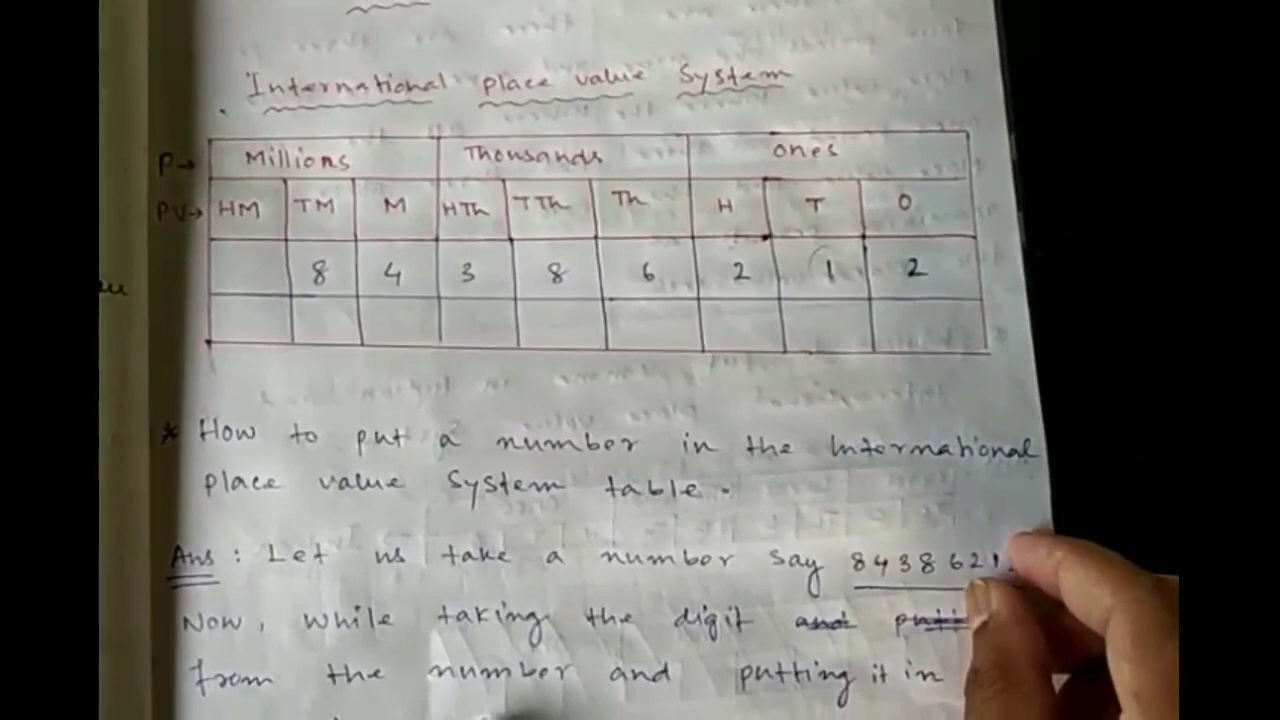 International place value System
P→ Millions Thousands ones
PV→ HM TM M HTh TTh Th H T O
8 4 3 8 6 2 1 2
* How to put a number in the International
place value System table.
Ans : Let us take a number say 8438621
Now, while taking the digit and
from the number and putting it in